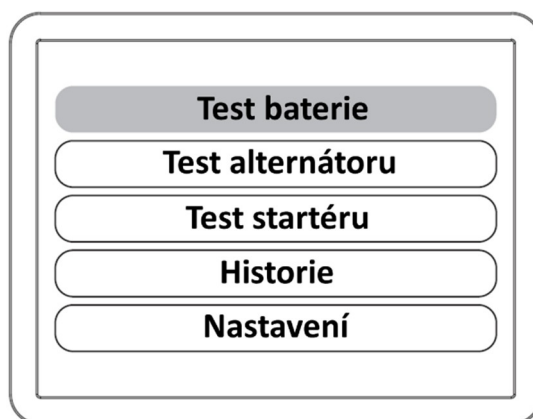 Test baterie
Test alternátoru
Test startéru
Historie
Nastavení